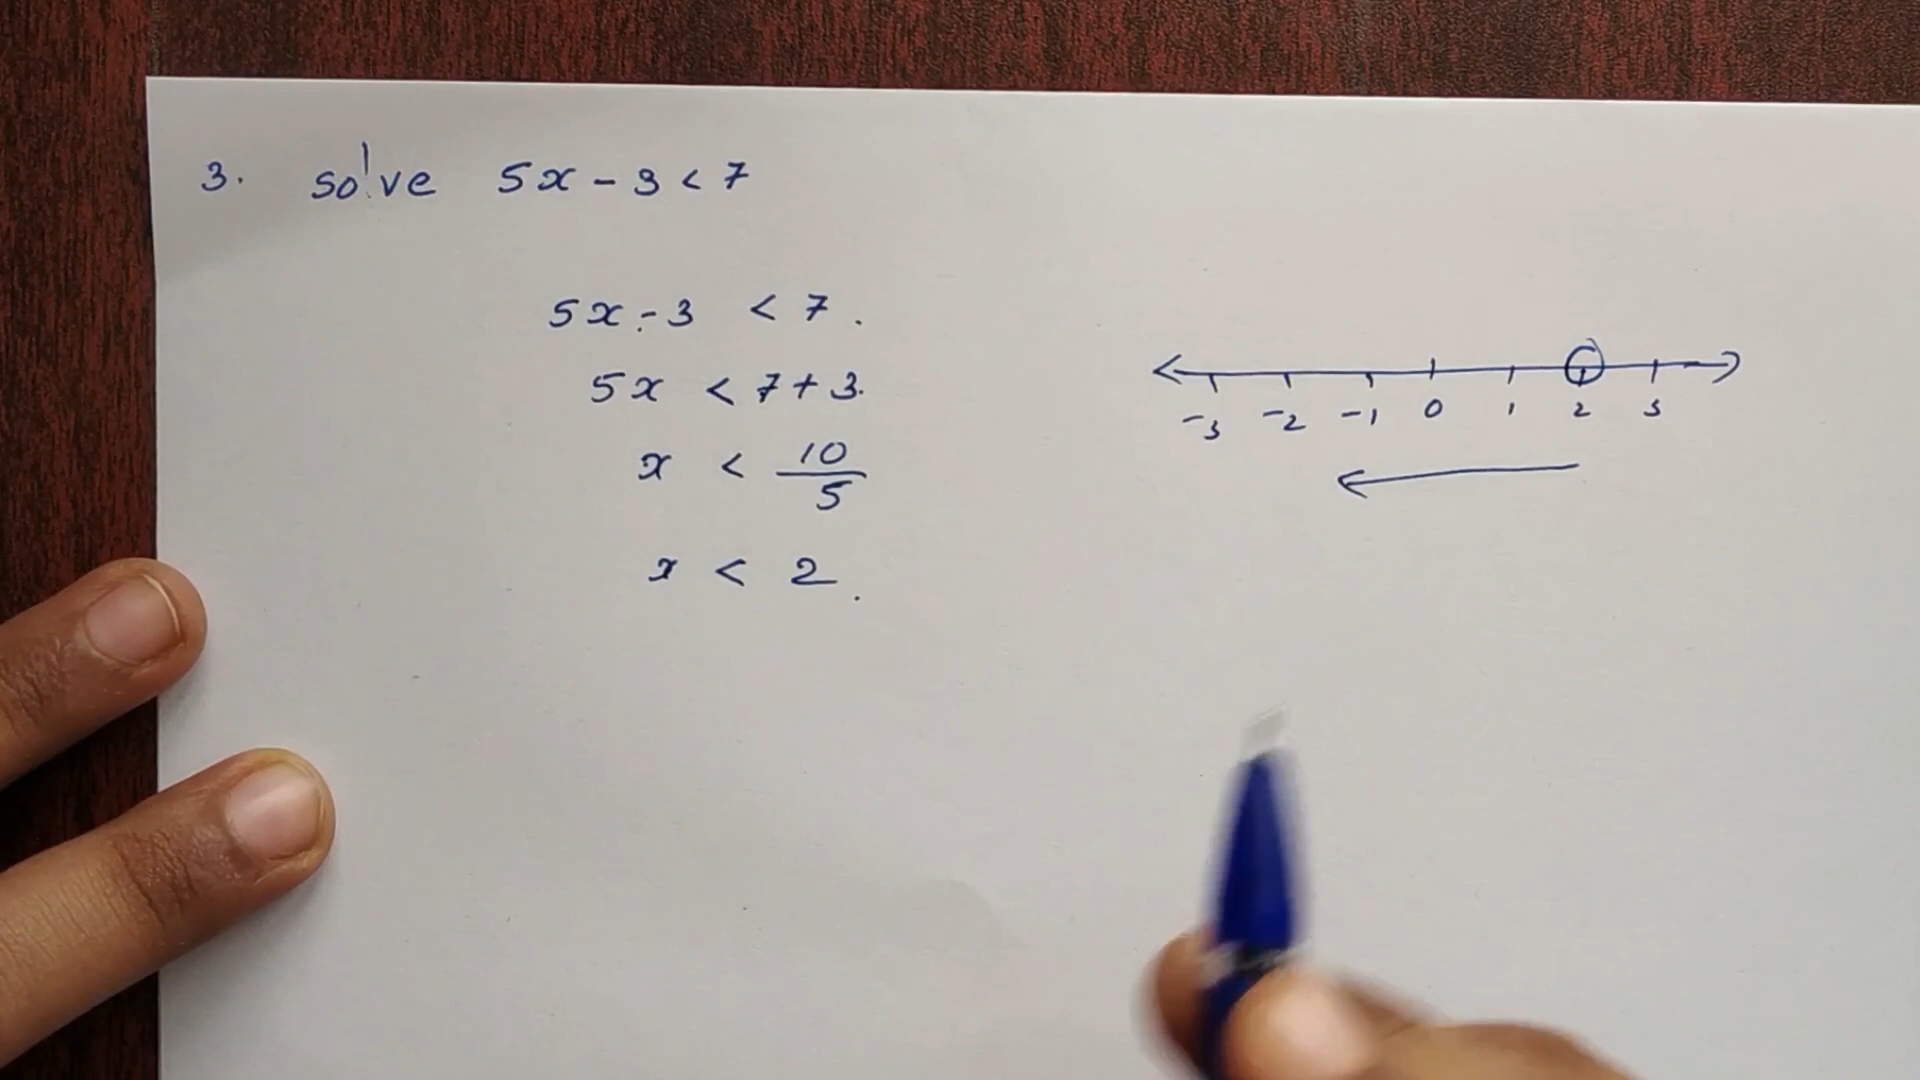 3. solve 5x - 3 < 7
5x - 3 < 7.
5x < 7 + 3.
x < 10/5
x < 2.
-3 -2 -1 0 1 2 3